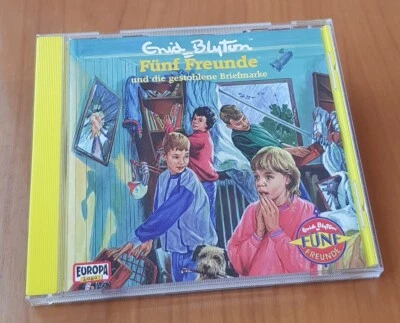 Enid Blyton
Fünf Freunde
und die gestohlene Briefmarke
Enid Blyton
FÜNF
FREUNDE
EUROPA